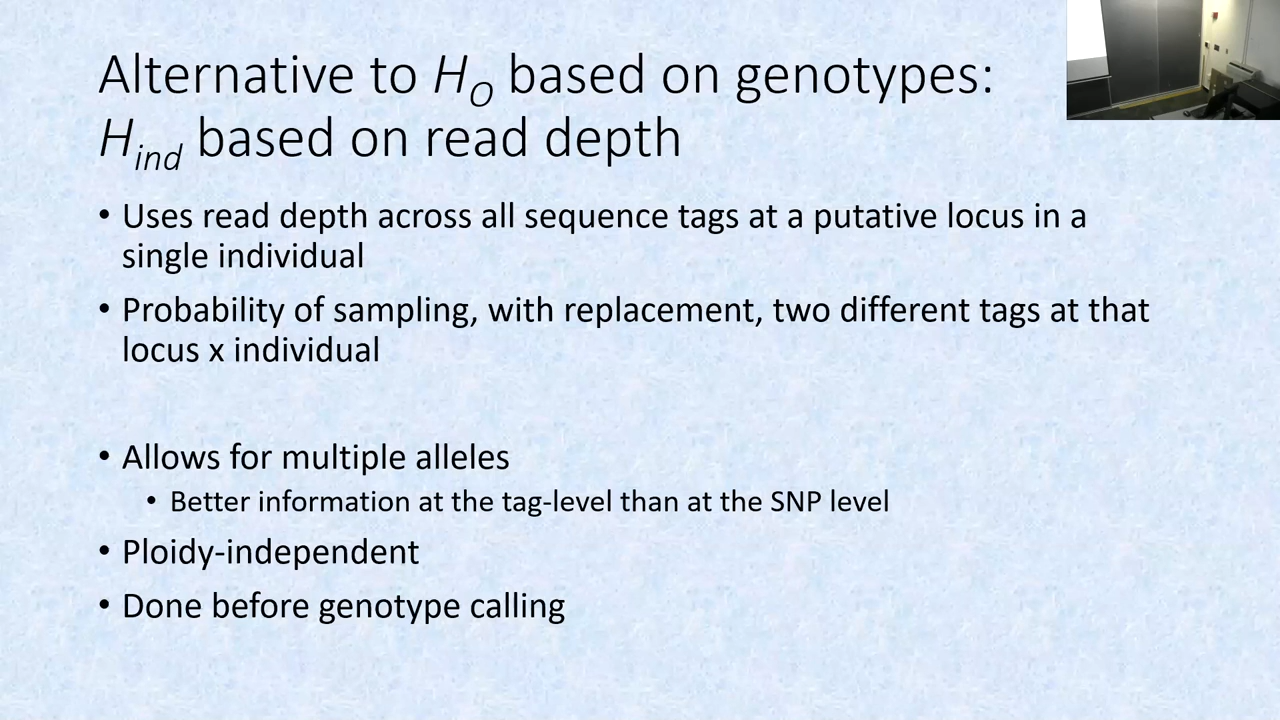 Alternative to H_O based on genotypes:
H_ind based on read depth
• Uses read depth across all sequence tags at a putative locus in a
single individual
• Probability of sampling, with replacement, two different tags at that
locus x individual
• Allows for multiple alleles
• Better information at the tag-level than at the SNP level
• Ploidy-independent
• Done before genotype calling